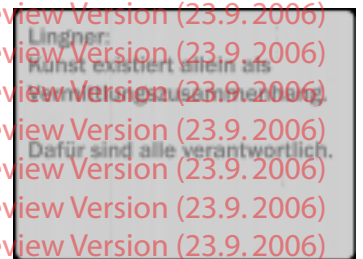 view Version (23.9.2006)
Lingner:
view Version (23.9.2006)
Kunst existiert allein als
view Version (23.9.2006)
Vermittlungszusammenhang.
view Version (23.9.2006)
Dafür sind alle verantwortlich.
view Version (23.9.2006)
view Version (23.9.2006)
view Version (23.9.2006)